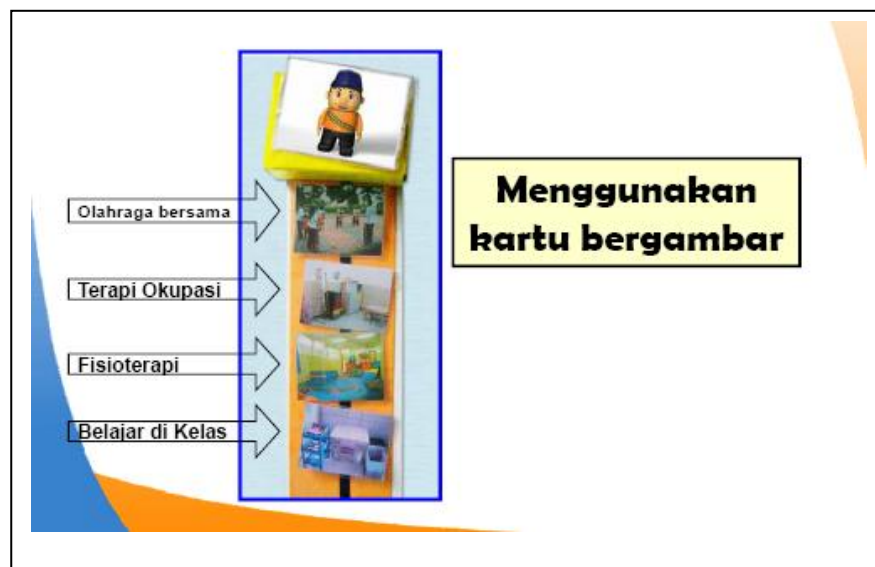 Menggunakan
kartu bergambar
Olahraga bersama
Terapi Okupasi
Fisioterapi
Belajar di Kelas